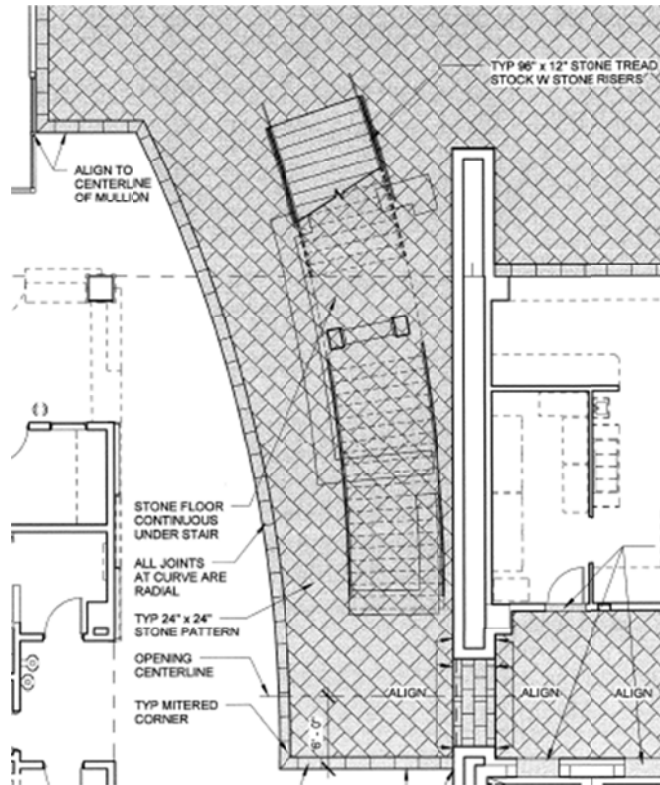 TYP 96" x 12" STONE TREAD
STOCK W STONE RISERS
ALIGN TO
CENTERLINE
OF MULLION
STONE FLOOR
CONTINUOUS
UNDER STAIR
ALL JOINTS
AT CURVE ARE
RADIAL
TYP 24" x 24"
STONE PATTERN
OPENING
CENTERLINE
ALIGN
ALIGN
ALIGN
TYP MITERED
CORNER
6' - 0"